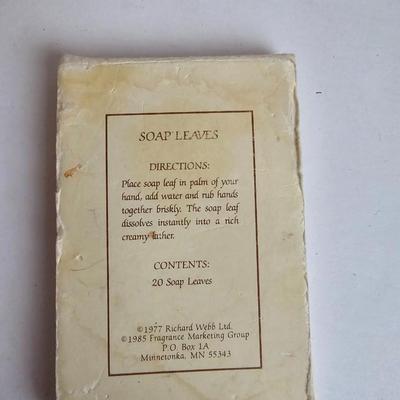 SOAP LEAVES
DIRECTIONS:
Place soap leaf in palm of your
hand, add water and rub hands
together briskly. The soap leaf
dissolves instantly into a rich
creamy lather.
CONTENTS:
20 Soap Leaves
©1977 Richard Webb Ltd.
©1985 Fragrance Marketing Group
P.O. Box 1A
Minnetonka, MN 55343